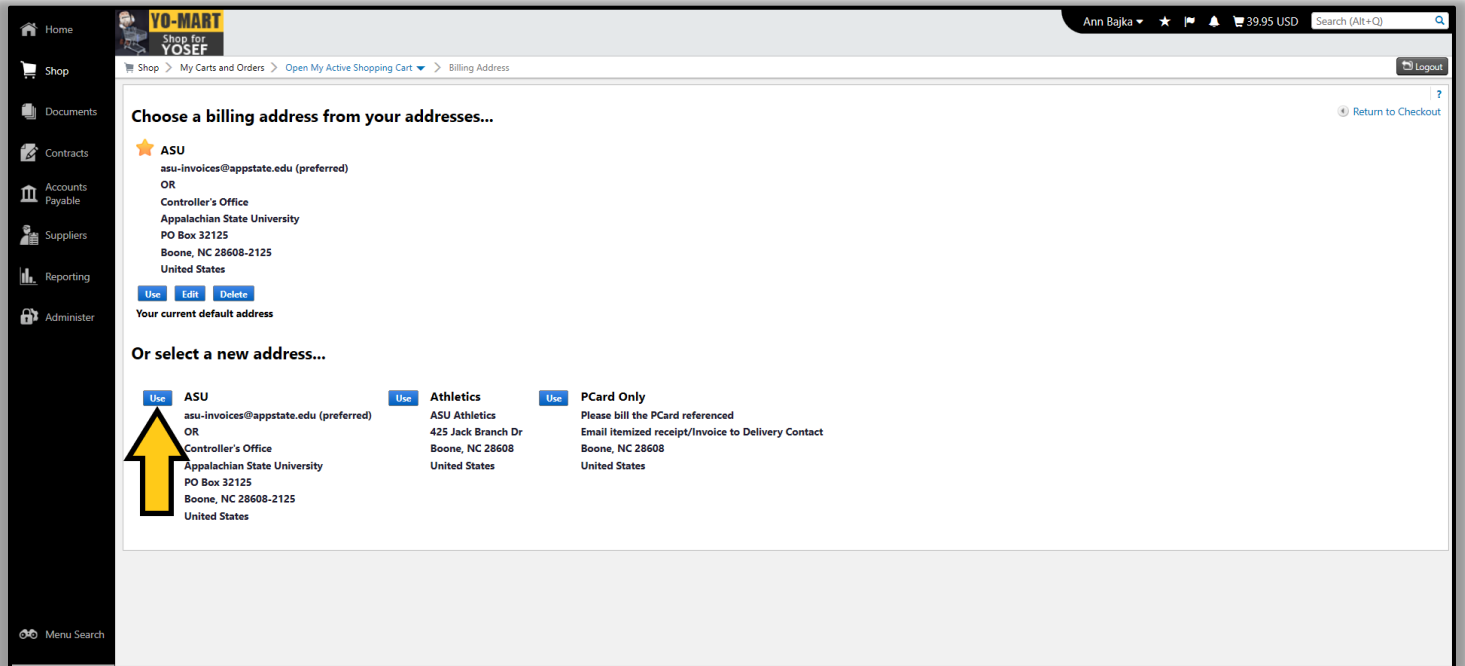 Home
YO-MART
Shop for
YOSEF
Ann Bajka
39.95 USD
Search (Alt+Q)
Shop
Shop > My Carts and Orders > Open My Active Shopping Cart > Billing Address
Logout
?
Return to Checkout
Documents
Contracts
Accounts
Payable
Suppliers
Reporting
Administer
Choose a billing address from your addresses...
ASU
asu-invoices@appstate.edu (preferred)
OR
Controller's Office
Appalachian State University
PO Box 32125
Boone, NC 28608-2125
United States
Use Edit Delete
Your current default address
Or select a new address...
Use ASU
asu-invoices@appstate.edu (preferred)
OR
Controller's Office
Appalachian State University
PO Box 32125
Boone, NC 28608-2125
United States
Use Athletics
ASU Athletics
425 Jack Branch Dr
Boone, NC 28608
United States
Use PCard Only
Please bill the PCard referenced
Email itemized receipt/Invoice to Delivery Contact
Boone, NC 28608
United States
Menu Search